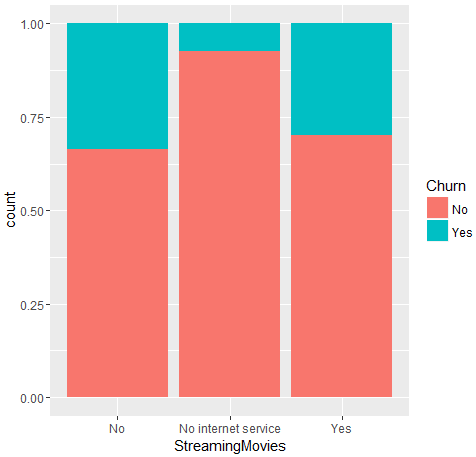 1.00
0.75
0.50
0.25
0.00
count
No
No internet service
Yes
StreamingMovies
Churn
No
Yes